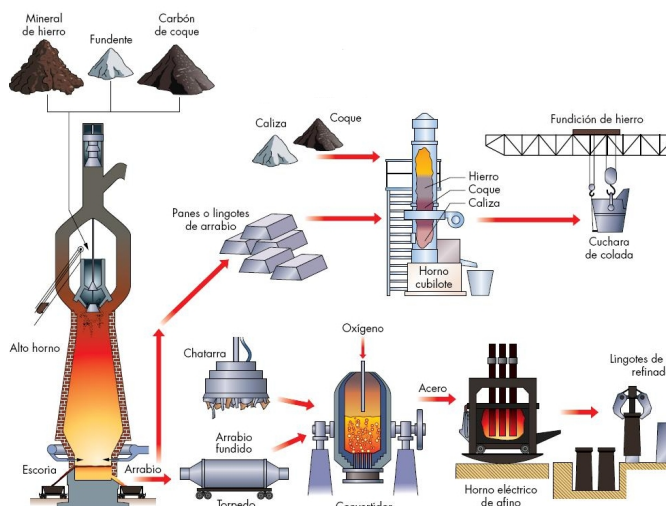 Mineral
de hierro
Fundente
Carbón
de coque
Caliza
Coque
Fundición de hierro
Hierro
Coque
Caliza
Panes o lingotes
de arrabio
Horno
cubilote
Cuchara
de colada
Alto horno
Chatarra
Oxígeno
Acero
Lingotes de
refinad
Arrabio
fundido
Escoria
Arrabio
Torpedo
Horno eléctrico
de afino